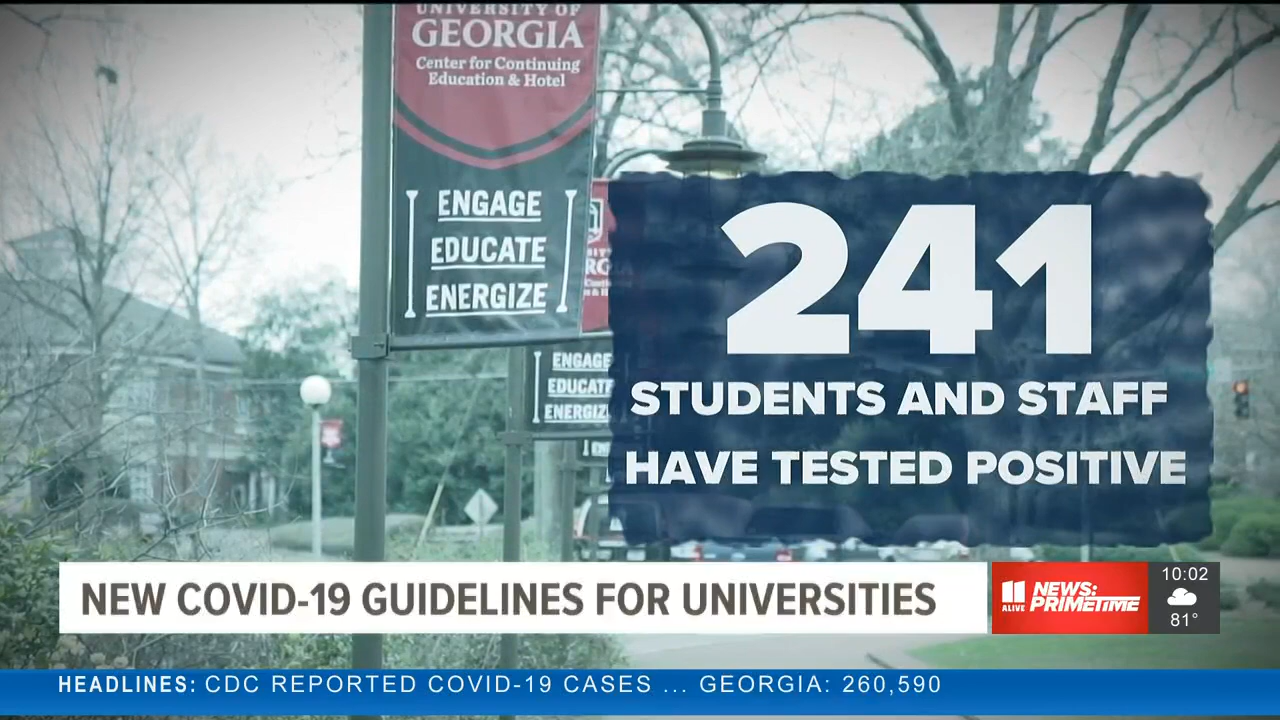 UNIVERSITY OF
GEORGIA
Center for Continuing
Education & Hotel
ENGAGE
EDUCATE
ENERGIZE
ENGAGE
EDUCATE
241
STUDENTS AND STAFF
HAVE TESTED POSITIVE
NEW COVID-19 GUIDELINES FOR UNIVERSITIES
11
ALIVE
NEWS:
PRIMETIME
10:02
81°
HEADLINES: CDC REPORTED COVID-19 CASES ... GEORGIA: 260,590